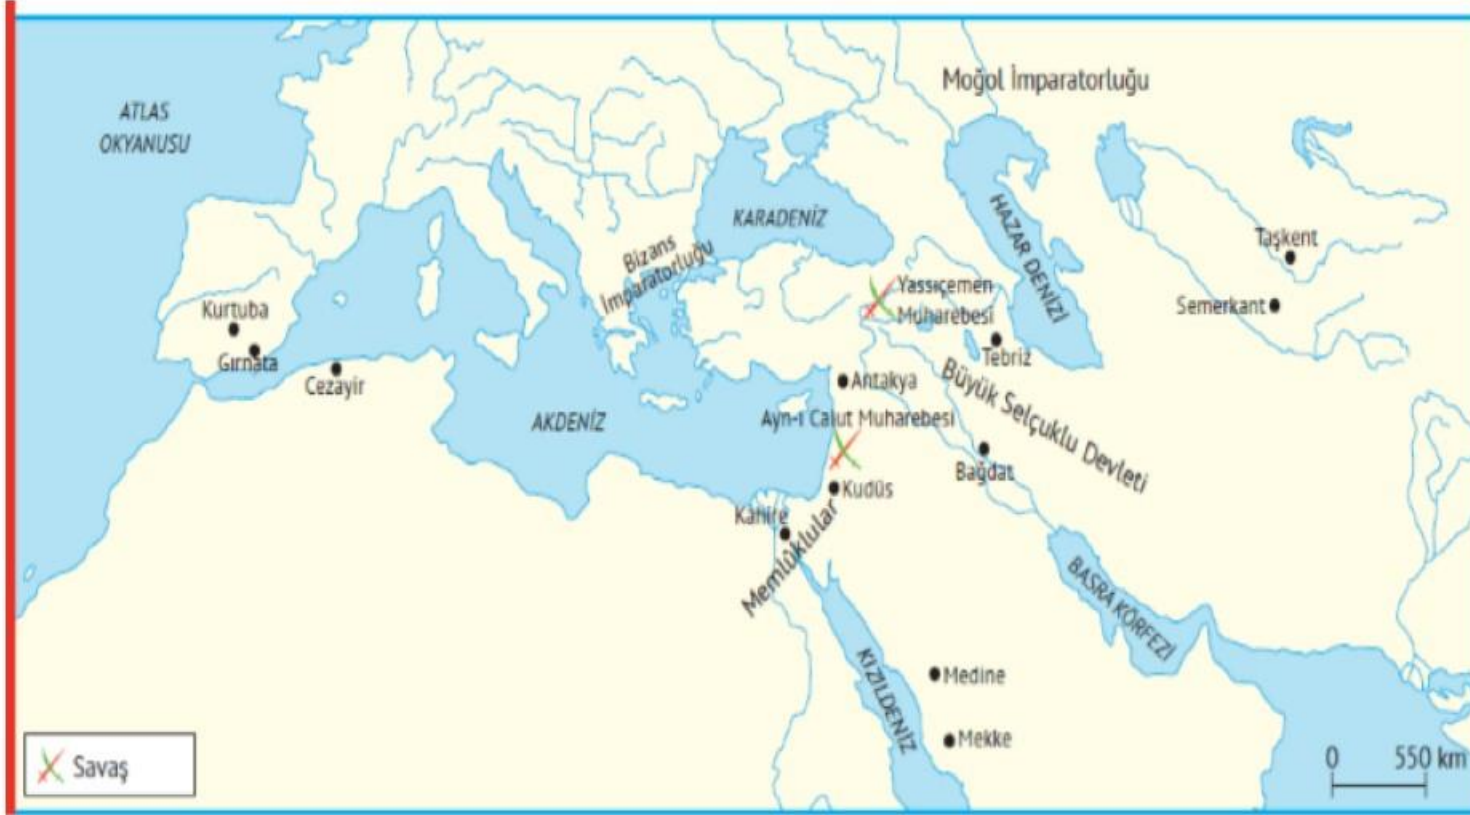 Moğol İmparatorluğu
ATLAS
OKYANUSU
KARADENİZ
HAZAR DENİZİ
Taşkent
Bizans
İmparatorluğu
Yassıçemen
Muharebesi
Semerkant
Kurtuba
Gırnata
Cezayir
Tebriz
Antakya
Büyük Selçuklu Devleti
AKDENİZ
Ayn-ı Calut Muharebesi
Bağdat
Kudüs
Kahire
Memlûklular
BASRA KÖRFEZİ
KIZILDENİZ
Medine
Mekke
Savaş
0 550 km